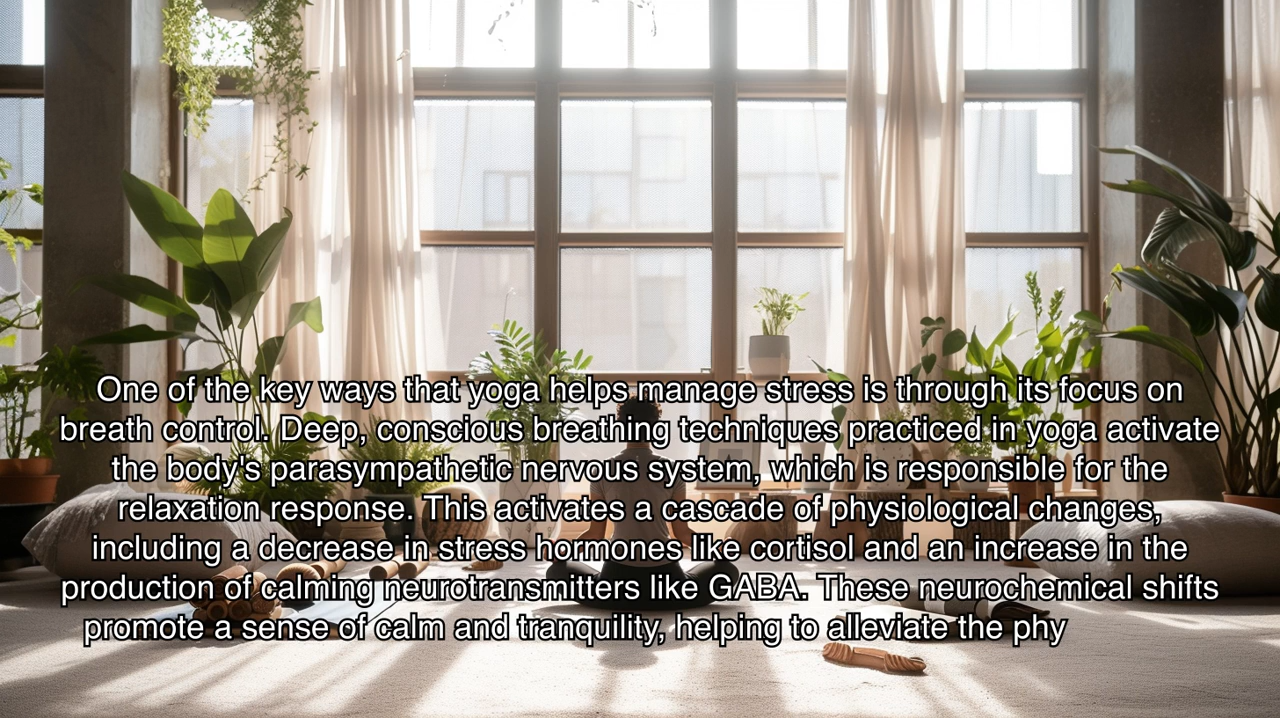 One of the key ways that yoga helps manage stress is through its focus on
breath control. Deep, conscious breathing techniques practiced in yoga activate
the body's parasympathetic nervous system, which is responsible for the
relaxation response. This activates a cascade of physiological changes,
including a decrease in stress hormones like cortisol and an increase in the
production of calming neurotransmitters like GABA. These neurochemical shifts
promote a sense of calm and tranquility, helping to alleviate the phy